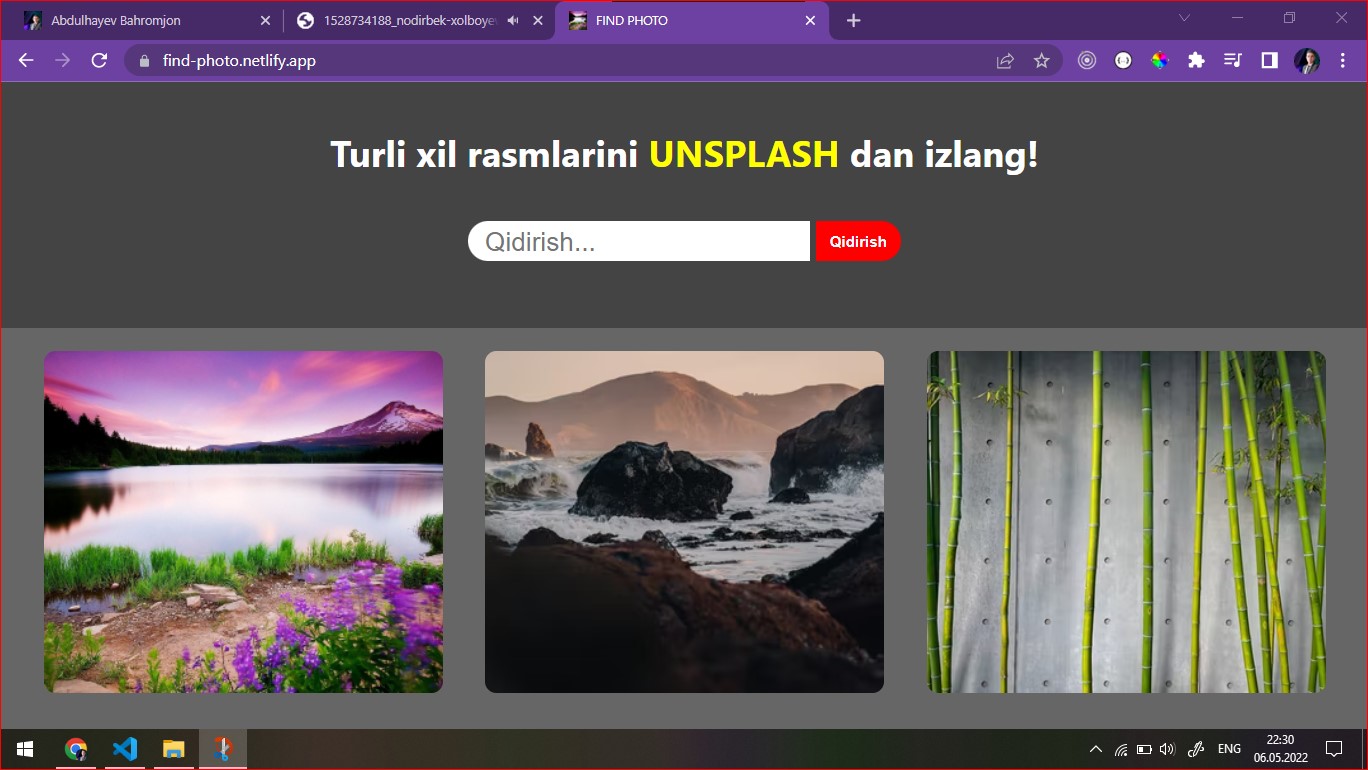 Abdulhayev Bahromjon
1528734188_nodirbek-xolboyev
FIND PHOTO
find-photo.netlify.app
Turli xil rasmlarini UNSPLASH dan izlang!
Qidirish...
Qidirish
ENG
22:30
06.05.2022